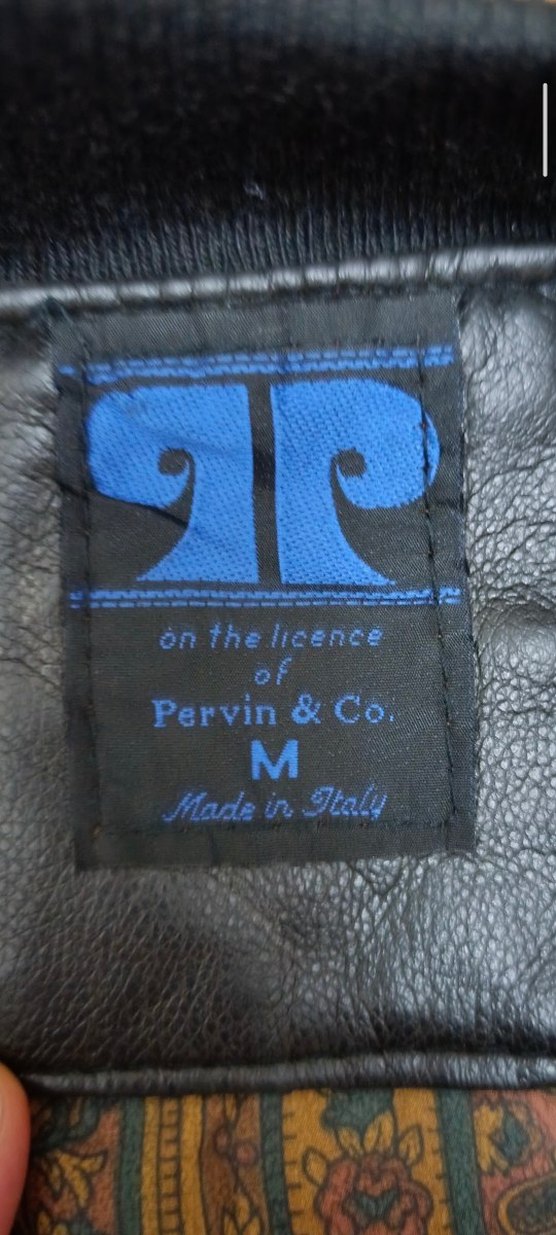 on the licence
of
Pervin & Co.
M
Made in Italy